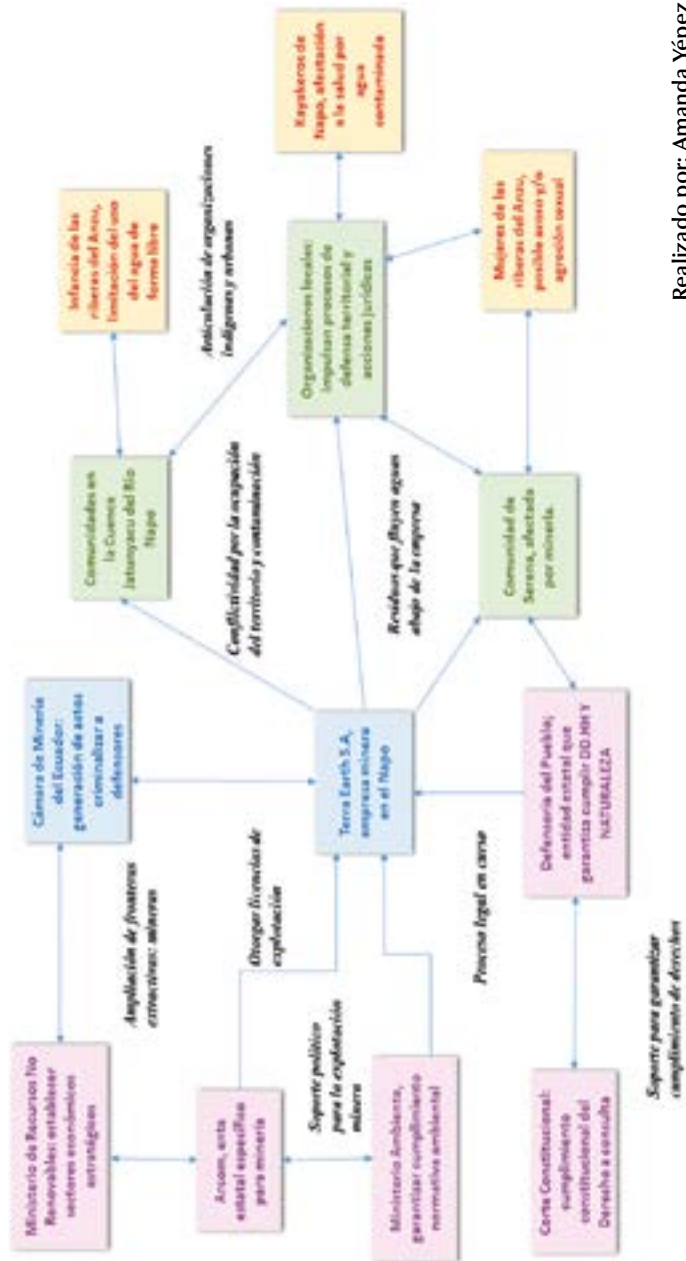 Ministerio de Recursos No
Renovables: establecer
sectores económicos
estratégicos
Ampliación de fronteras
extractivas: mineras
Cámara de Minería
del Ecuador:
generación de actos
criminalizar a
defensores
Infancia de las
riberas del Anzu,
limitación del uso
del agua de
forma libre
Comunidades en
la Cuenca
Jatunyacu del Río
Napo
Articulación de organizaciones
indígenas y urbanas
Arcom, ente
estatal específica
para minería
Otorgar licencias de
explotación
Conflictividad por la ocupación
del territorio y contaminación
Soporte político
para la explotación
minera
Terra Earth S.A,
empresa minera
en el Napo
Organizaciones locales:
impulsan procesos de
defensa territorial y
acciones jurídicas
Kayakeros de
Napo, afectación
a la salud por
agua
contaminada
Ministerio Ambiente,
garantizar cumplimiento
normativa ambiental
Residuos que fluyen aguas
abajo de la empresa
Proceso legal en curso
Corte Constitucional:
cumplimiento
constitucional del
Derecho a consulta
Defensoría del Pueblo;
entidad estatal que
garantiza cumplir DD.HH Y
NATURALEZA
Comunidad de
Serena, afectada
por minería.
Mujeres de las
riberas del Anzu,
posible acoso y/o
agresión sexual
Soporte para garantizar
cumplimiento de derechos
Realizado por: Amanda Yépez